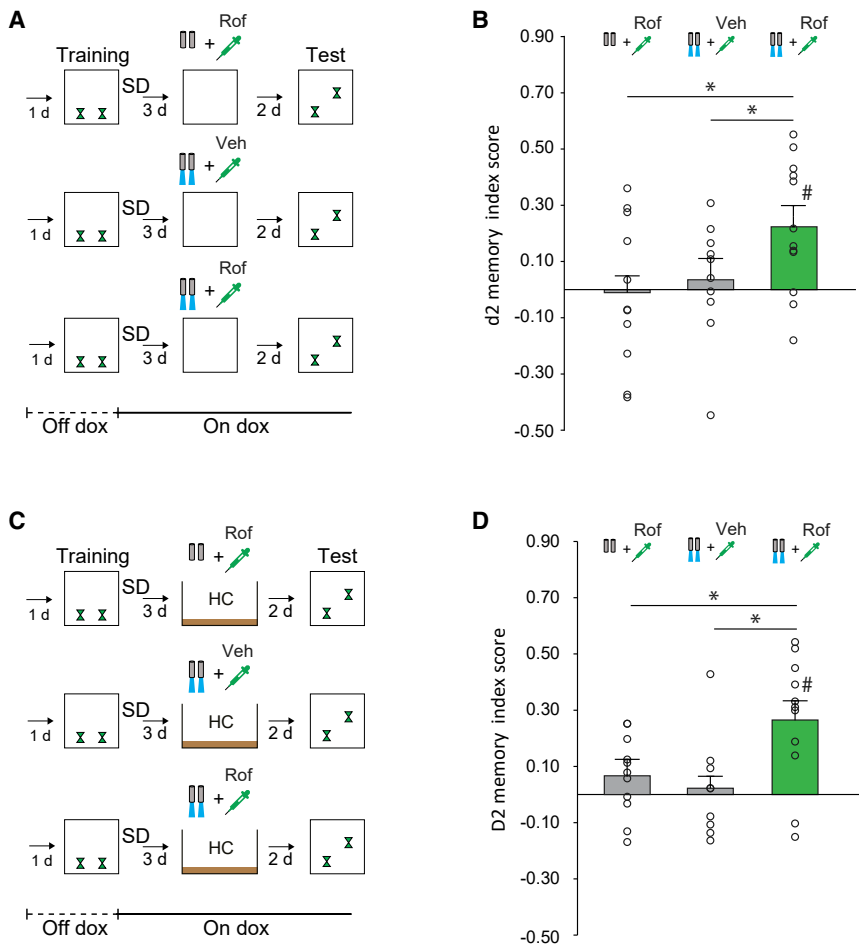 A
Rof
+
Training
SD
Test
1 d
3 d
2 d
Veh
+
SD
1 d
3 d
2 d
Rof
+
SD
1 d
3 d
2 d
Off dox
On dox
B
0.90
Rof
Veh
Rof
+
+
+
0.70
*
*
0.50
0.30
#
0.10
-0.10
-0.30
-0.50
d2 memory index score
C
Rof
+
Training
SD
Test
HC
1 d
3 d
2 d
Veh
+
SD
HC
1 d
3 d
2 d
Rof
+
SD
HC
1 d
3 d
2 d
Off dox
On dox
D
0.90
Rof
Veh
Rof
+
+
+
0.70
*
*
0.50
#
0.30
0.10
-0.10
-0.30
-0.50
D2 memory index score